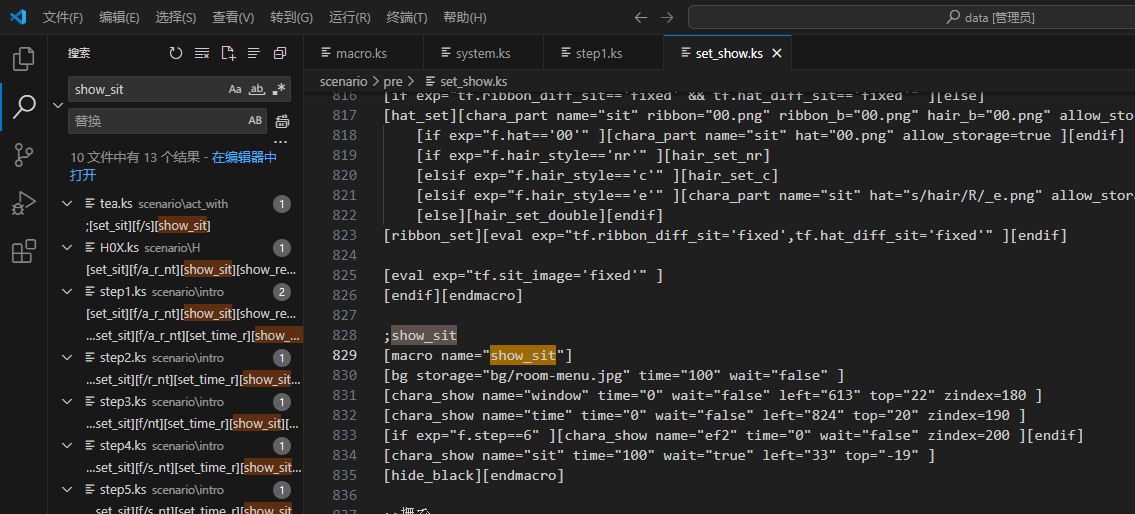 文件(F) 编辑(E) 选择(S) 查看(V) 转到(G) 运行(R) 终端(T) 帮助(H) data [管理员]
搜索
show_sit Aa ab .*
替换 AB
10 文件中有 13 个结果 - 在编辑器中
打开
tea.ks scenario\act_with 1
;[set_sit][f/s][show_sit]
H0X.ks scenario\H 1
[set_sit][f/a_r_nt][show_sit][show_re...
step1.ks scenario\intro 2
[set_sit][f/a_r_nt][show_sit][show_re...
...set_sit][f/a_r_nt][set_time_r][show_...
step2.ks scenario\intro 1
...set_sit][f/r_nt][set_time_r][show_sit...
step3.ks scenario\intro 1
...set_sit][f/nt][set_time_r][show_sit][...
step4.ks scenario\intro 1
...set_sit][f/s_nt][set_time_r][show_sit...
step5.ks scenario\intro 1
...set_sit][f/s_nt][set_time_r][show_sit
macro.ks system.ks step1.ks set_show.ks
scenario > pre > set_show.ks
816 [if exp="tf.ribbon_diff_sit=='fixed' && tf.hat_diff_sit=='fixed'" ][else]
817 [hat_set][chara_part name="sit" ribbon="00.png" ribbon_b="00.png" hair_b="00.png" allow_sto
818 [if exp="f.hat=='00'" ][chara_part name="sit" hat="00.png" allow_storage=true ][endif]
819 [if exp="f.hair_style=='nr'" ][hair_set_nr]
820 [elsif exp="f.hair_style=='c'" ][hair_set_c]
821 [elsif exp="f.hair_style=='e'" ][chara_part name="sit" hat="s/hair/R/_e.png" allow_stora
822 [else][hair_set_double][endif]
823 [ribbon_set][eval exp="tf.ribbon_diff_sit='fixed',tf.hat_diff_sit='fixed'" ][endif]
824
825 [eval exp="tf.sit_image='fixed'" ]
826 [endif][endmacro]
827
828 ;show_sit
829 [macro name="show_sit"]
830 [bg storage="bg/room-menu.jpg" time="100" wait="false" ]
831 [chara_show name="window" time="0" wait="false" left="613" top="22" zindex=180 ]
832 [chara_show name="time" time="0" wait="false" left="824" top="20" zindex=190 ]
833 [if exp="f.step==6" ][chara_show name="ef2" time="0" wait="false" zindex=200 ][endif]
834 [chara_show name="sit" time="100" wait="true" left="33" top="-19" ]
835 [hide_black][endmacro]
836